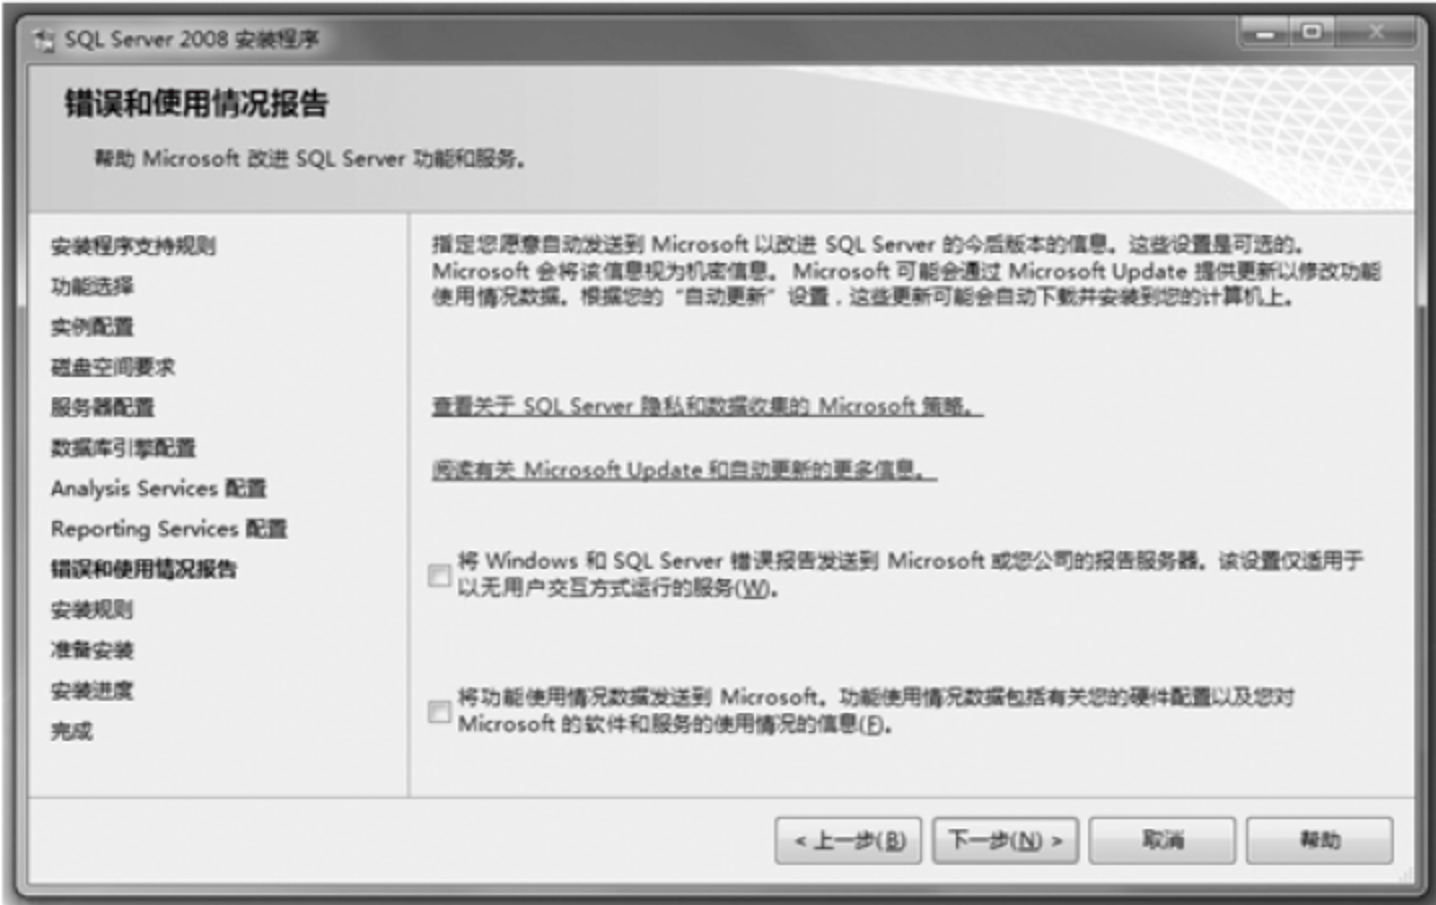 SQL Server 2008 安装程序
错误和使用情况报告
帮助 Microsoft 改进 SQL Server 功能和服务。
安装程序支持规则
功能选择
实例配置
磁盘空间要求
服务器配置
数据库引擎配置
Analysis Services 配置
Reporting Services 配置
错误和使用情况报告
安装规则
准备安装
安装进度
完成
指定您愿意自动发送到 Microsoft 以改进 SQL Server 的今后版本的信息。这些设置是可选的。
Microsoft 会将该信息视为机密信息。 Microsoft 可能会通过 Microsoft Update 提供更新以修改功能
使用情况数据。根据您的“自动更新”设置，这些更新可能会自动下载并安装到您的计算机上。
查看关于 SQL Server 隐私和数据收集的 Microsoft 策略。
阅读有关 Microsoft Update 和自动更新的更多信息。
将 Windows 和 SQL Server 错误报告发送到 Microsoft 或您公司的报告服务器。该设置仅适用于
以无用户交互方式运行的服务(W)。
将功能使用情况数据发送到 Microsoft。功能使用情况数据包括有关您的硬件配置以及您对
Microsoft 的软件和服务的使用情况的信息(F)。
< 上一步(B)
下一步(N) >
取消
帮助